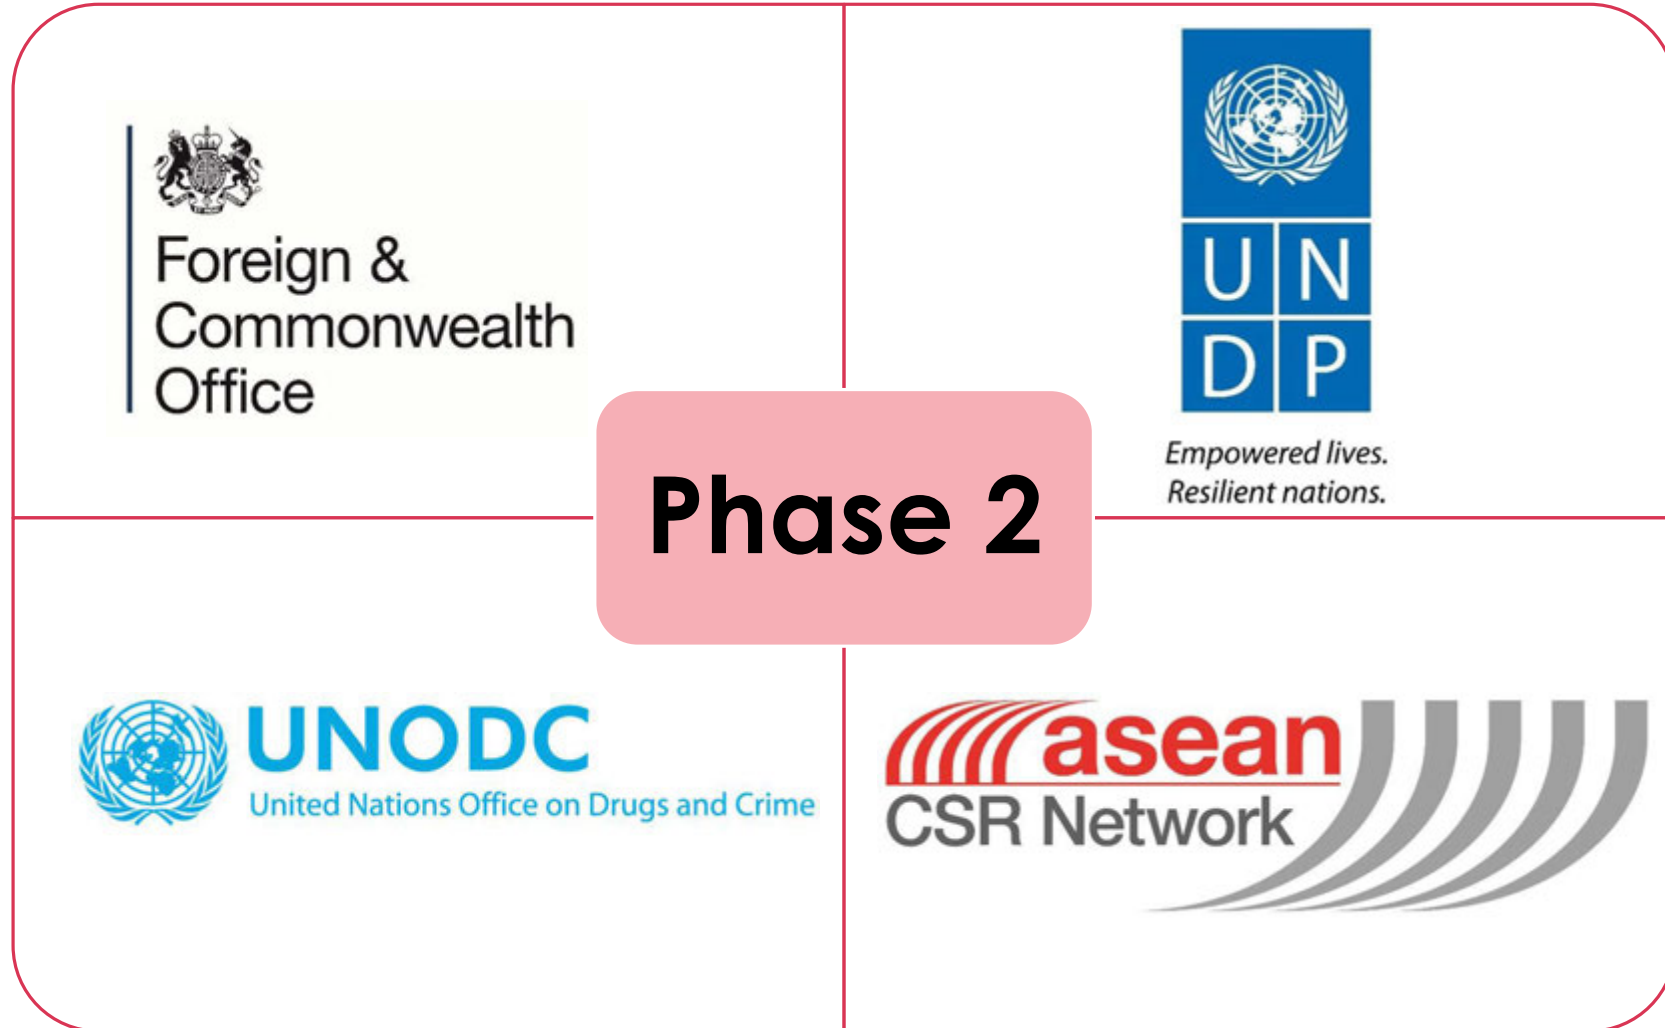 Foreign &
Commonwealth
Office
U N
D P
Empowered lives.
Resilient nations.
Phase 2
UNODC
United Nations Office on Drugs and Crime
asean
CSR Network